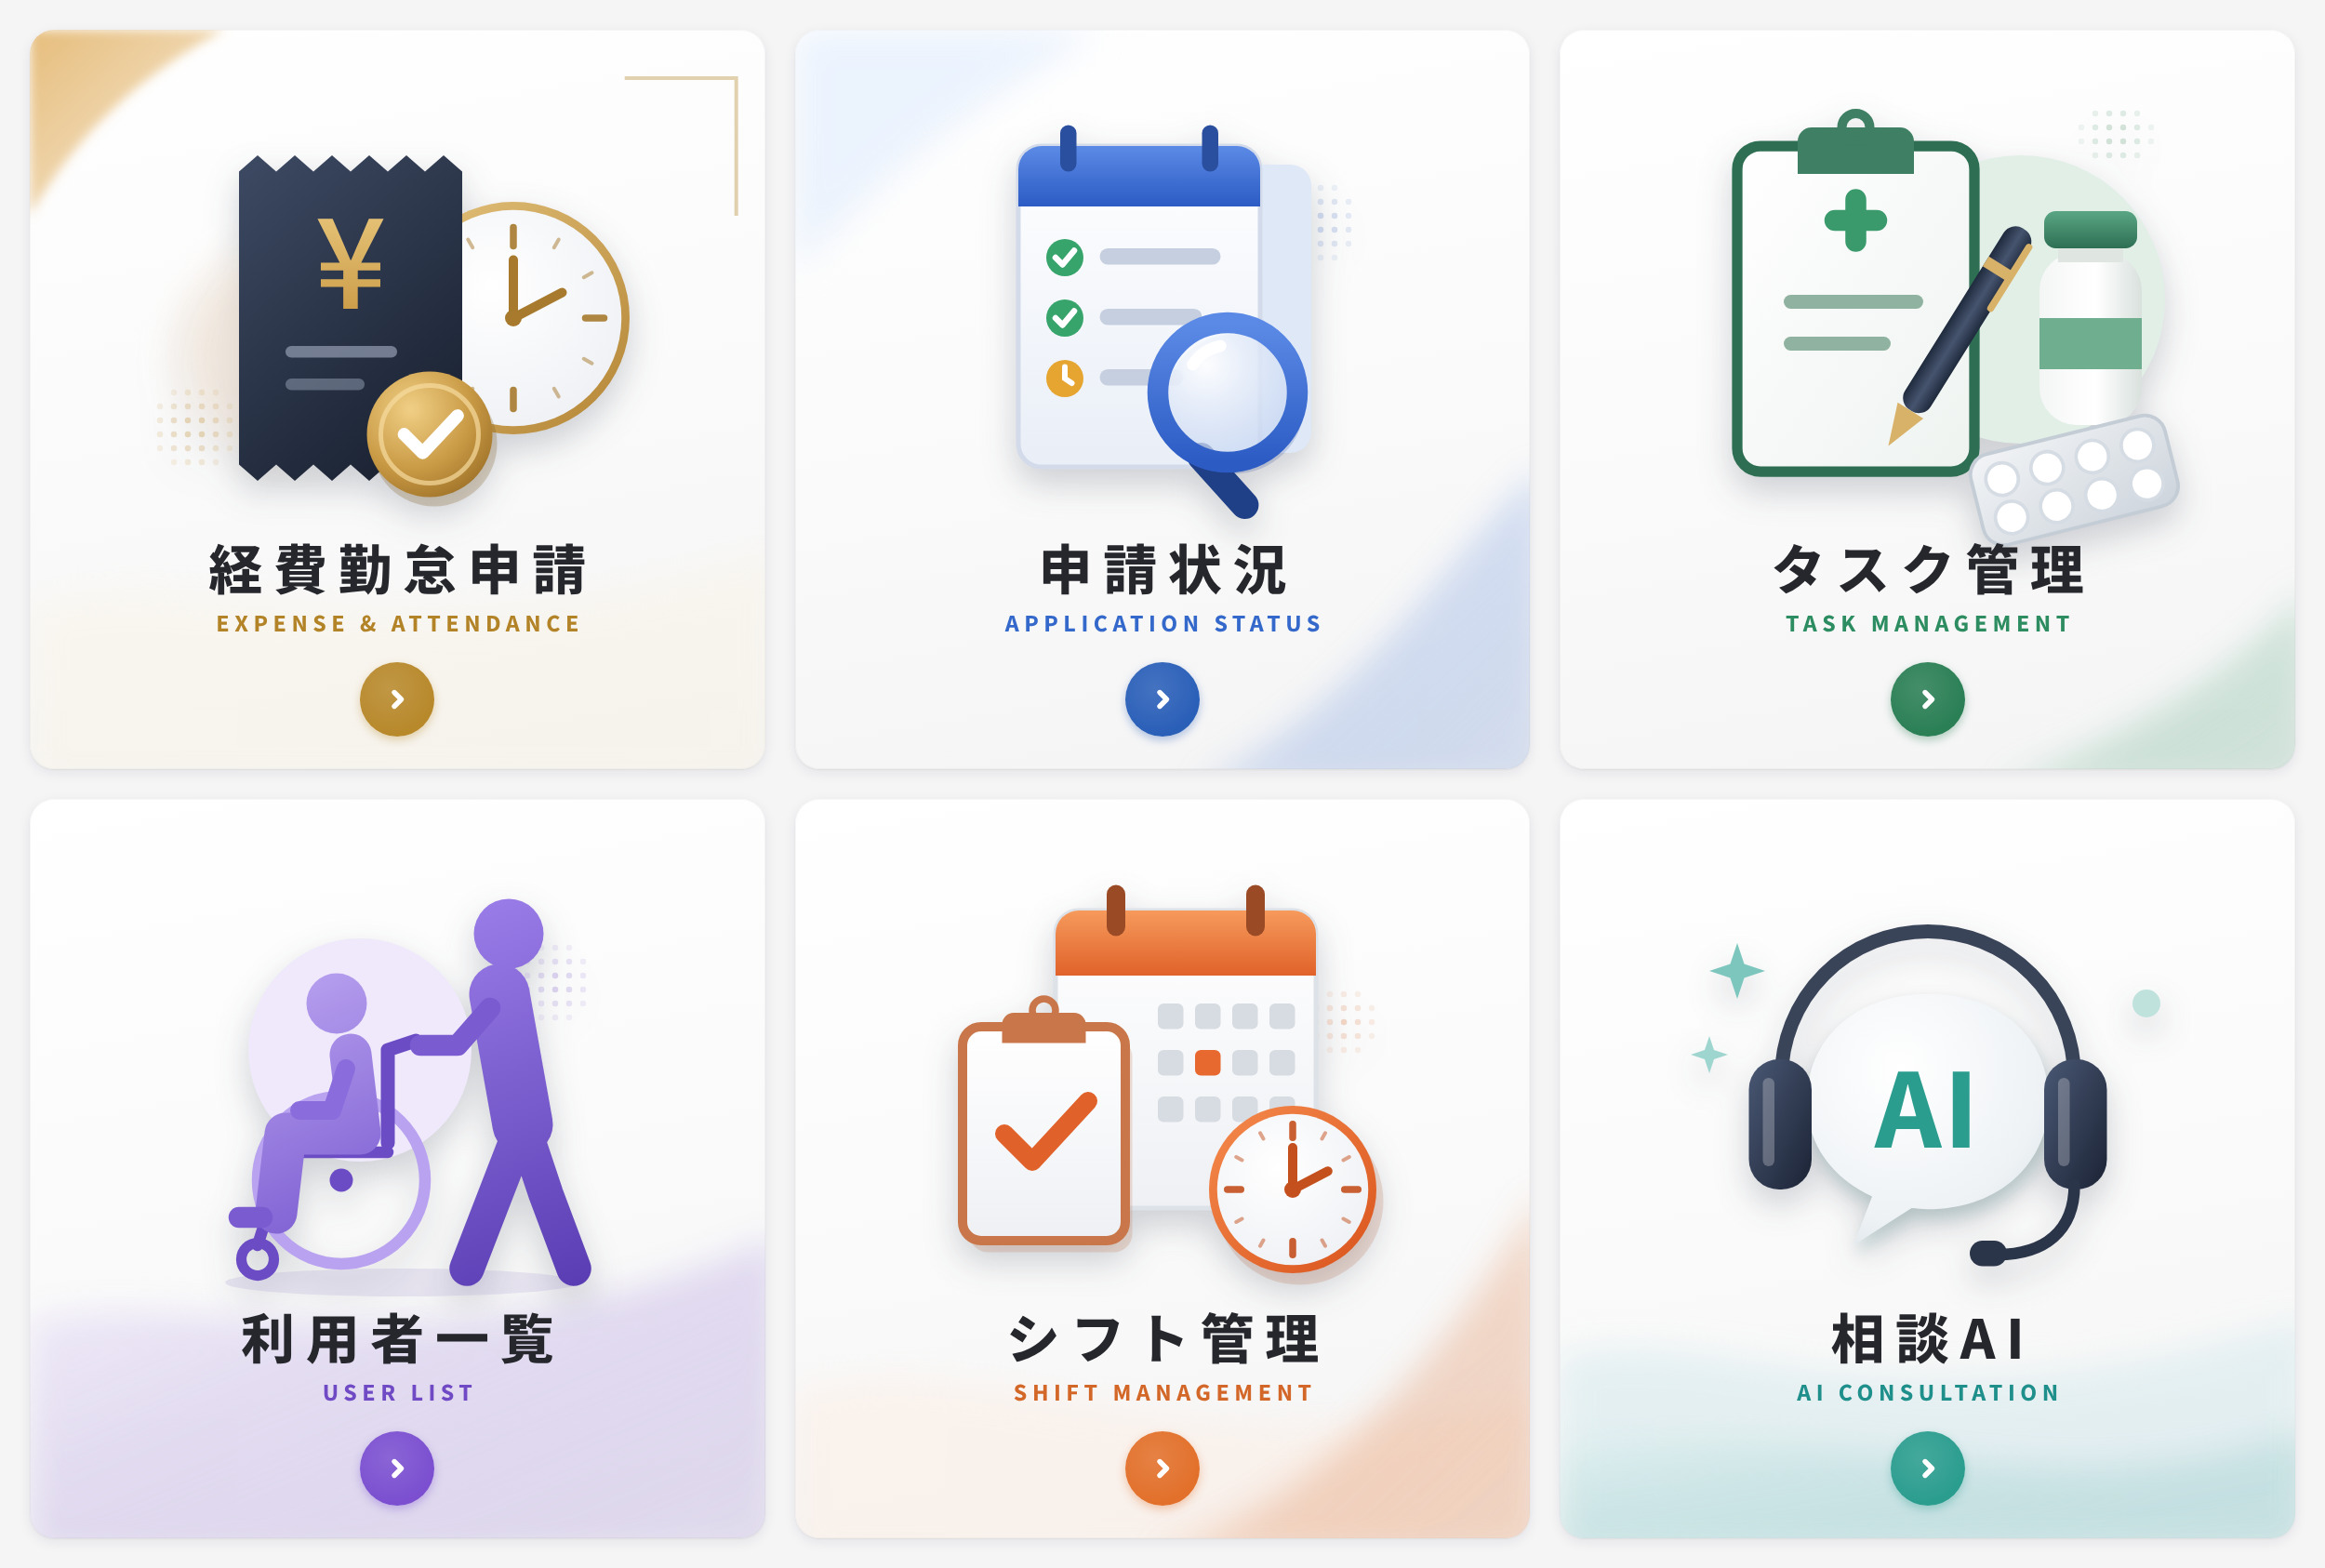 ¥
経費勤怠申請
EXPENSE & ATTENDANCE
申請状況
APPLICATION STATUS
タスク管理
TASK MANAGEMENT
利用者一覧
USER LIST
シフト管理
SHIFT MANAGEMENT
AI
相談AI
AI CONSULTATION